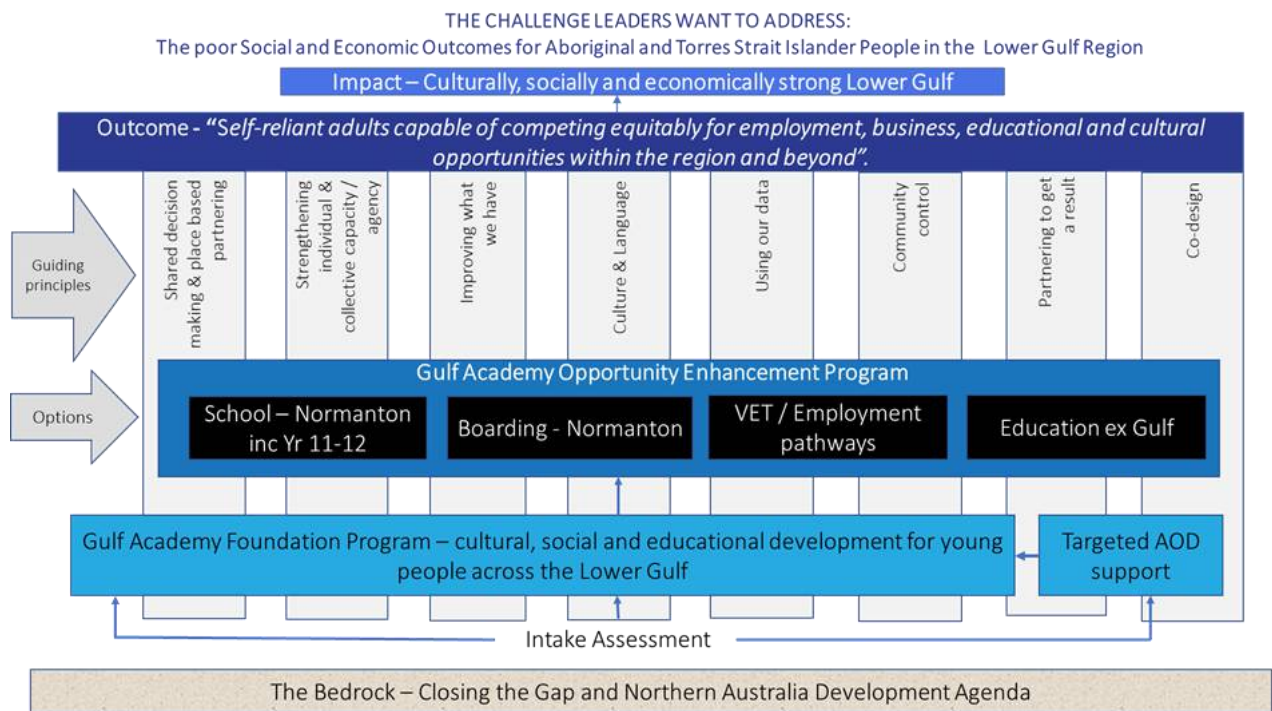 THE CHALLENGE LEADERS WANT TO ADDRESS:
The poor Social and Economic Outcomes for Aboriginal and Torres Strait Islander People in the Lower Gulf Region
Impact – Culturally, socially and economically strong Lower Gulf
Outcome - “Self-reliant adults capable of competing equitably for employment, business, educational and cultural
opportunities within the region and beyond”.
Guiding
principles
Shared decision
making & place based
partnering
Strengthening
individual &
collective capacity /
agency
Improving what
we have
Culture & Language
Using our data
Community
control
Partnering to get
a result
Co-design
Options
Gulf Academy Opportunity Enhancement Program
School – Normanton
inc Yr 11-12
Boarding - Normanton
VET / Employment
pathways
Education ex Gulf
Gulf Academy Foundation Program – cultural, social and educational development for young
people across the Lower Gulf
Targeted AOD
support
Intake Assessment
The Bedrock – Closing the Gap and Northern Australia Development Agenda